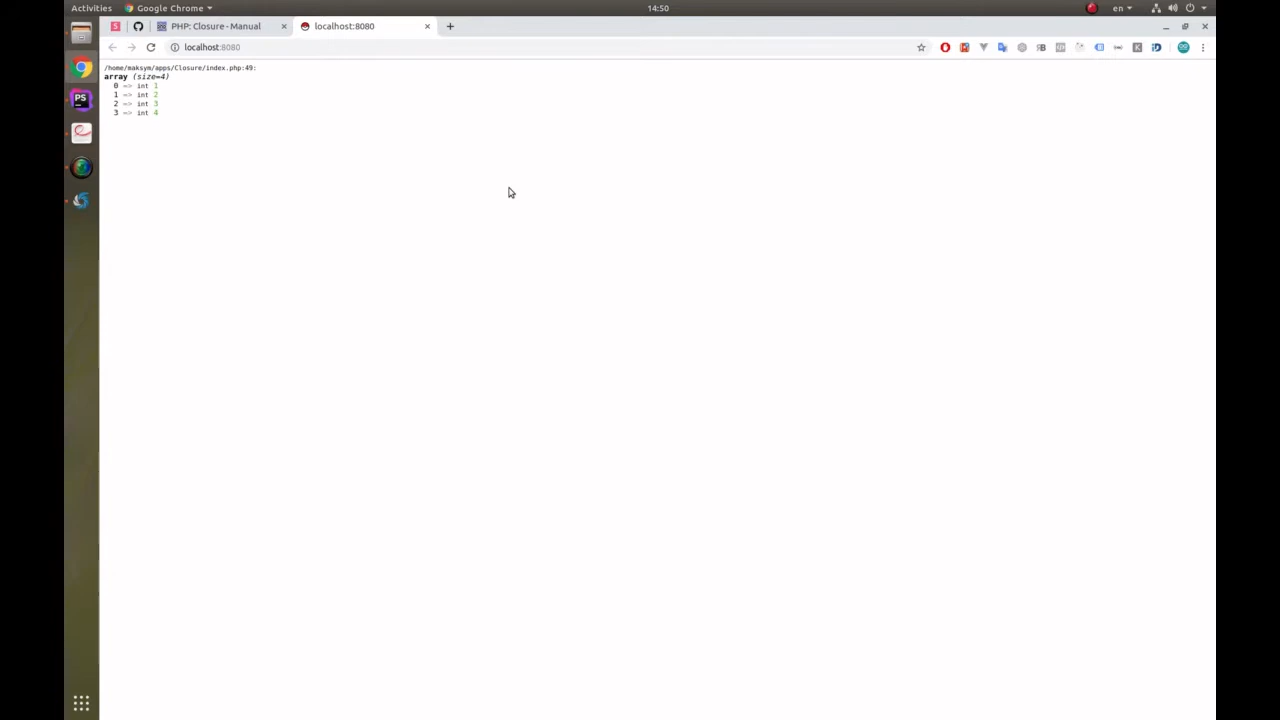 Activities
Google Chrome
14:50
en
PHP: Closure - Manual
localhost:8080
localhost:8080
/home/maksym/apps/Closure/index.php:49:
array (size=4)
0 => int 1
1 => int 2
2 => int 3
3 => int 4
PS